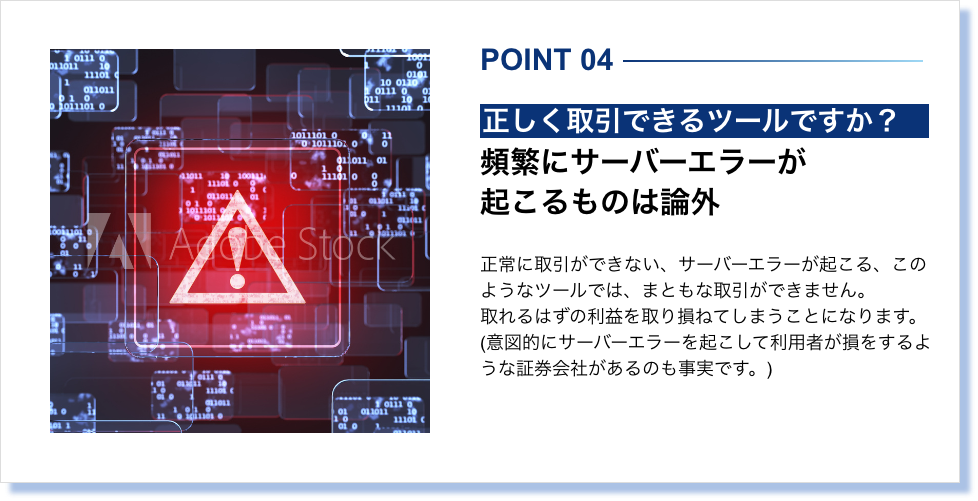 POINT 04
正しく取引できるツールですか？
頻繁にサーバーエラーが
起こるものは論外
Adobe Stock
正常に取引ができない、サーバーエラーが起こる、この
ようなツールでは、まともな取引ができません。
取れるはずの利益を取り損ねてしまうことになります。
(意図的にサーバーエラーを起こして利用者が損をするよ
うな証券会社があるのも事実です。)